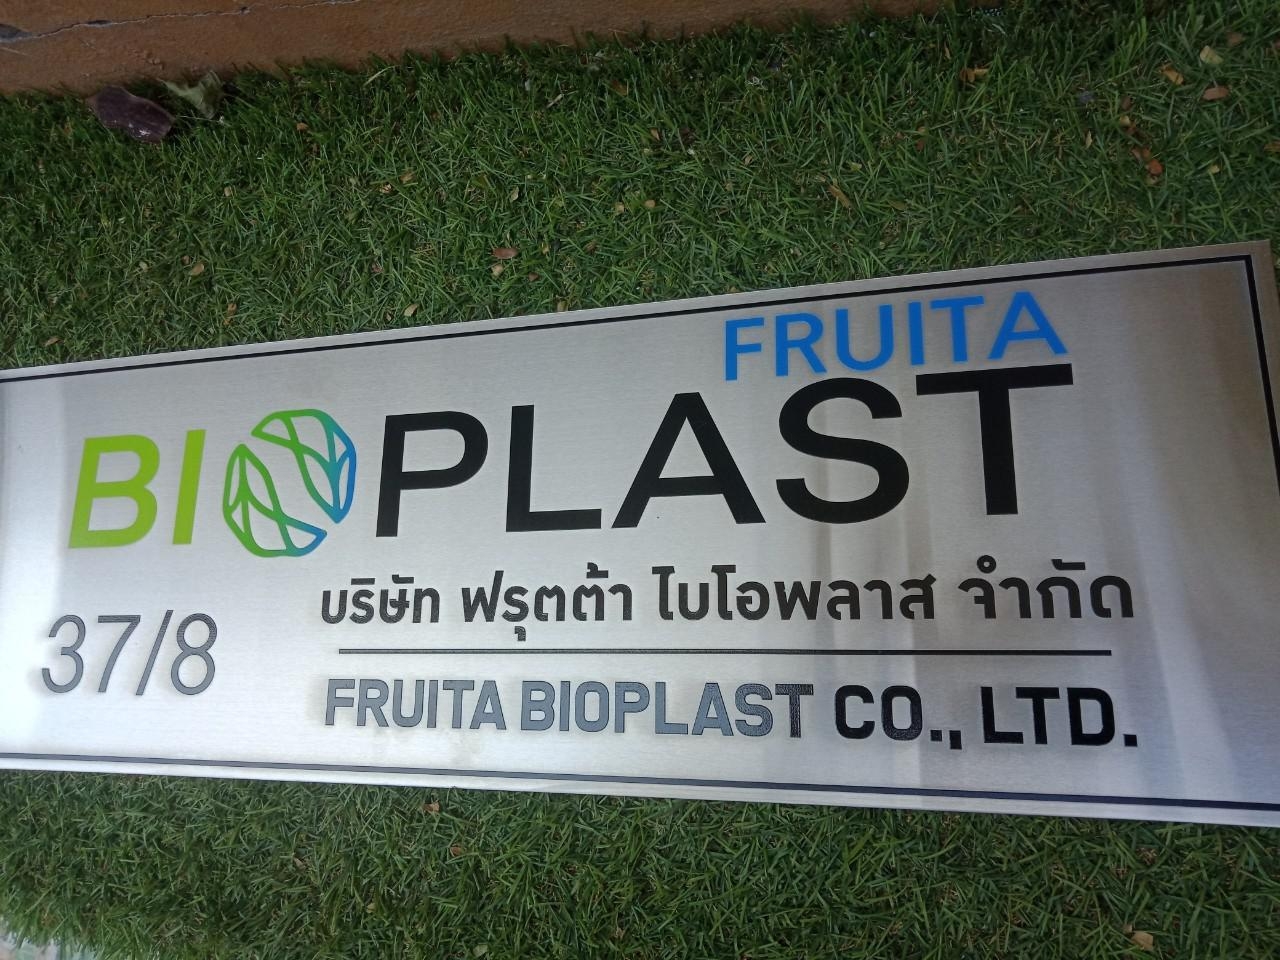 FRUITA
BIOPLAST
บริษัท ฟรุตต้า ไบโอพลาส จำกัด
37/8
FRUITA BIOPLAST CO., LTD.